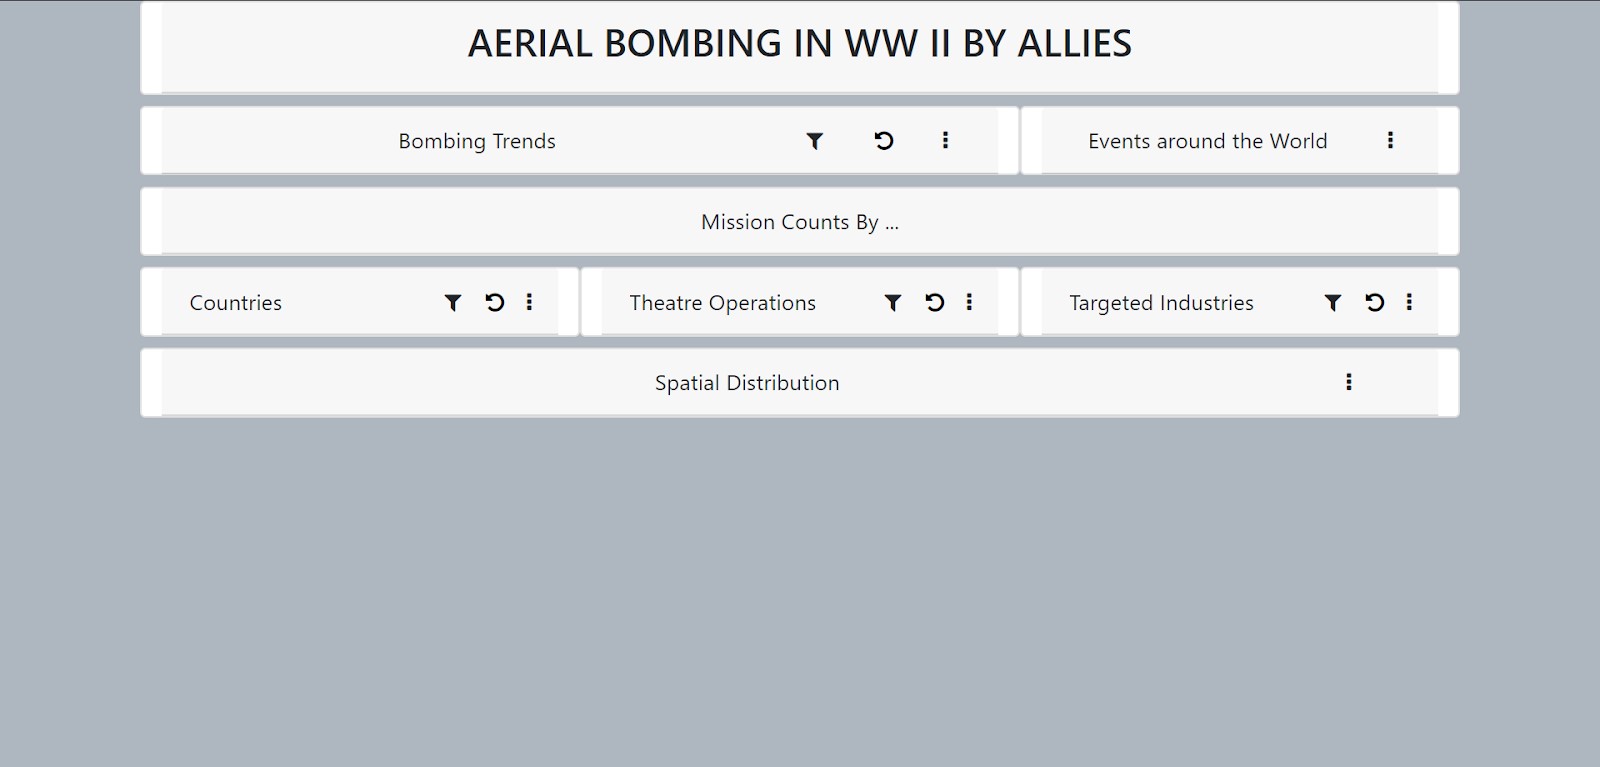 AERIAL BOMBING IN WW II BY ALLIES
Bombing Trends
Events around the World
Mission Counts By ...
Countries
Theatre Operations
Targeted Industries
Spatial Distribution